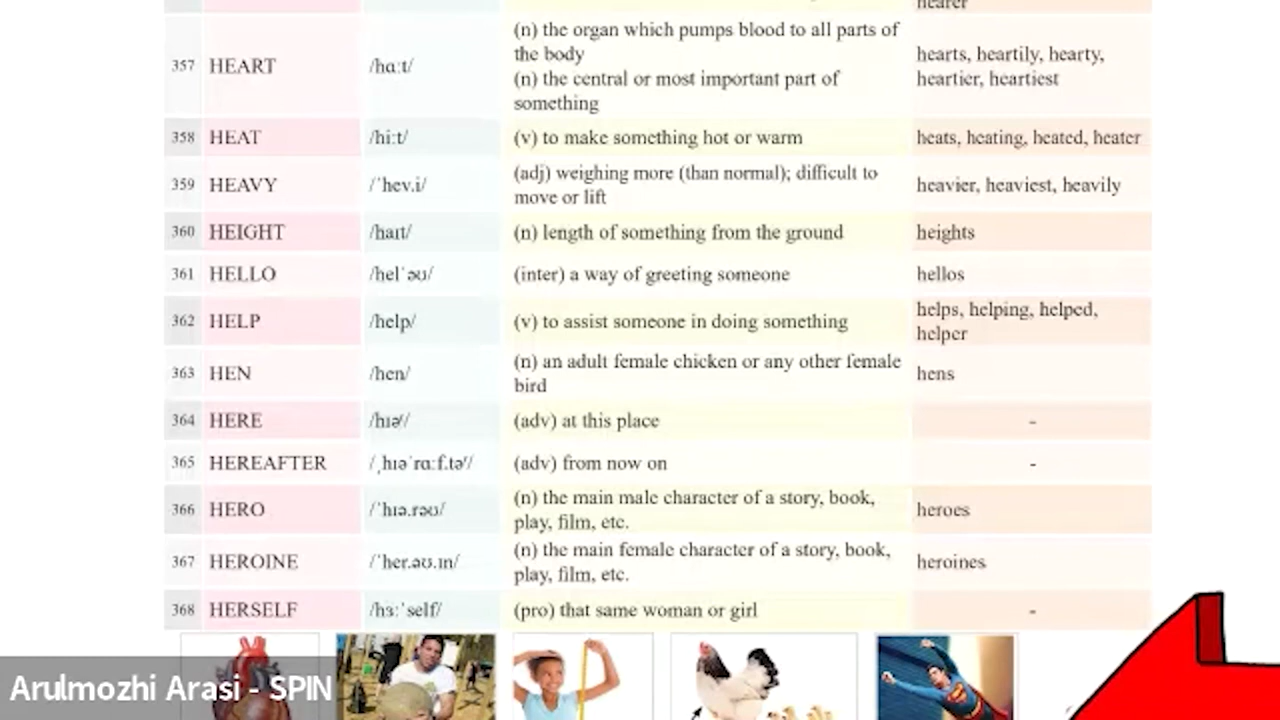 nearer
357 HEART /hɑːt/ (n) the organ which pumps blood to all parts of
the body
(n) the central or most important part of
something
hearts, heartily, hearty,
heartier, heartiest
358 HEAT /hiːt/ (v) to make something hot or warm heats, heating, heated, heater
359 HEAVY /ˈhev.i/ (adj) weighing more (than normal); difficult to
move or lift
heavier, heaviest, heavily
360 HEIGHT /haɪt/ (n) length of something from the ground heights
361 HELLO /helˈəʊ/ (inter) a way of greeting someone hellos
362 HELP /help/ (v) to assist someone in doing something
helps, helping, helped,
helper
363 HEN /hen/ (n) an adult female chicken or any other female
bird
hens
364 HERE /hɪəʳ/ (adv) at this place -
365 HEREAFTER /ˌhɪəˈrɑːf.təʳ/ (adv) from now on -
366 HERO /ˈhɪə.rəʊ/ (n) the main male character of a story, book,
play, film, etc.
heroes
367 HEROINE /ˈher.əʊ.ɪn/ (n) the main female character of a story, book,
play, film, etc.
heroines
368 HERSELF /hɜːˈself/ (pro) that same woman or girl -
Arulmozhi Arasi - SPIN